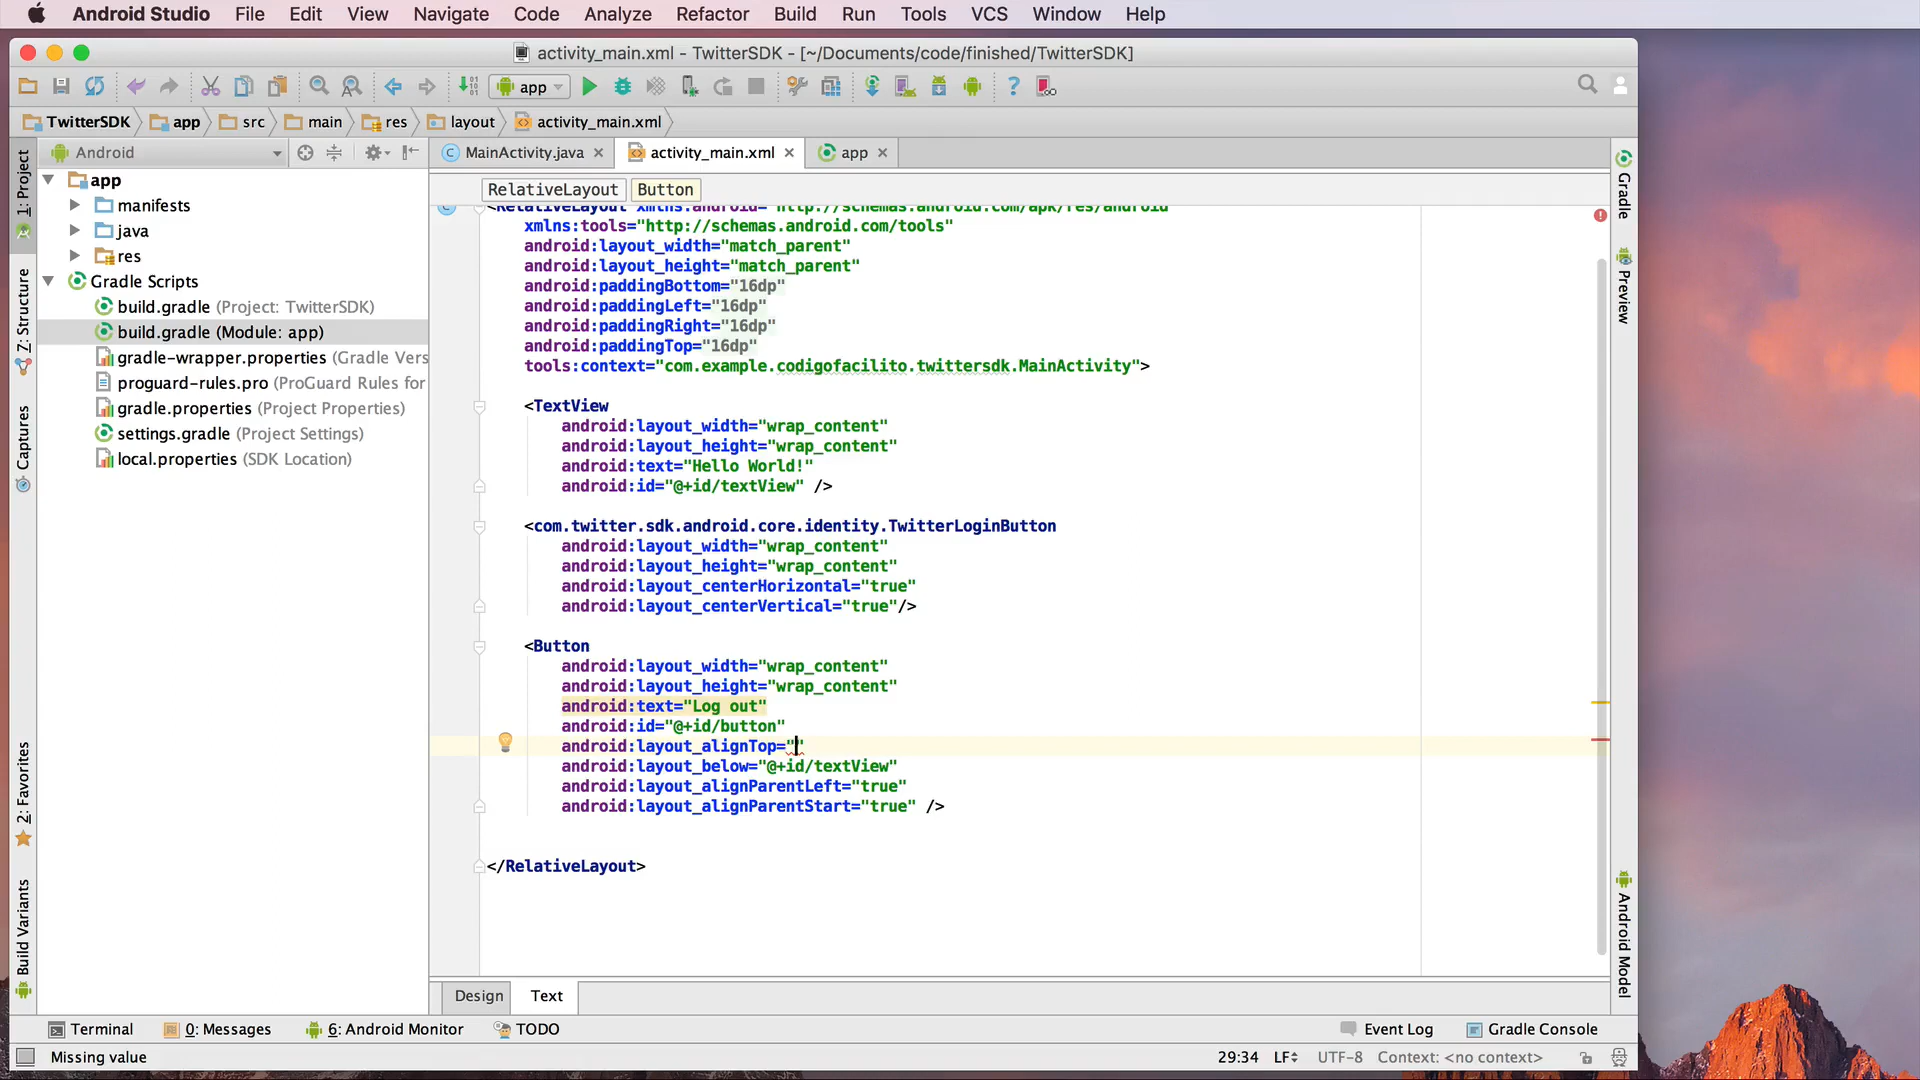 Android Studio File Edit View Navigate Code Analyze Refactor Build Run Tools VCS Window Help
activity_main.xml - TwitterSDK - [~/Documents/code/finished/TwitterSDK]
app
TwitterSDK app src main res layout activity_main.xml
Android
MainActivity.java activity_main.xml app
RelativeLayout Button
1: Project
Z: Structure
Captures
2: Favorites
Build Variants
app
manifests
java
res
Gradle Scripts
build.gradle (Project: TwitterSDK)
build.gradle (Module: app)
gradle-wrapper.properties (Gradle Vers
proguard-rules.pro (ProGuard Rules for
gradle.properties (Project Properties)
settings.gradle (Project Settings)
local.properties (SDK Location)
<RelativeLayout xmlns:android="http://schemas.android.com/apk/res/android"
xmlns:tools="http://schemas.android.com/tools"
android:layout_width="match_parent"
android:layout_height="match_parent"
android:paddingBottom="16dp"
android:paddingLeft="16dp"
android:paddingRight="16dp"
android:paddingTop="16dp"
tools:context="com.example.codigofacilito.twittersdk.MainActivity">
<TextView
android:layout_width="wrap_content"
android:layout_height="wrap_content"
android:text="Hello World!"
android:id="@+id/textView" />
<com.twitter.sdk.android.core.identity.TwitterLoginButton
android:layout_width="wrap_content"
android:layout_height="wrap_content"
android:layout_centerHorizontal="true"
android:layout_centerVertical="true"/>
<Button
android:layout_width="wrap_content"
android:layout_height="wrap_content"
android:text="Log out"
android:id="@+id/button"
android:layout_alignTop=""
android:layout_below="@+id/textView"
android:layout_alignParentLeft="true"
android:layout_alignParentStart="true" />
</RelativeLayout>
Gradle
Preview
Android Model
Design Text
Terminal 0: Messages 6: Android Monitor TODO Event Log Gradle Console
Missing value 29:34 LF UTF-8 Context: <no context>